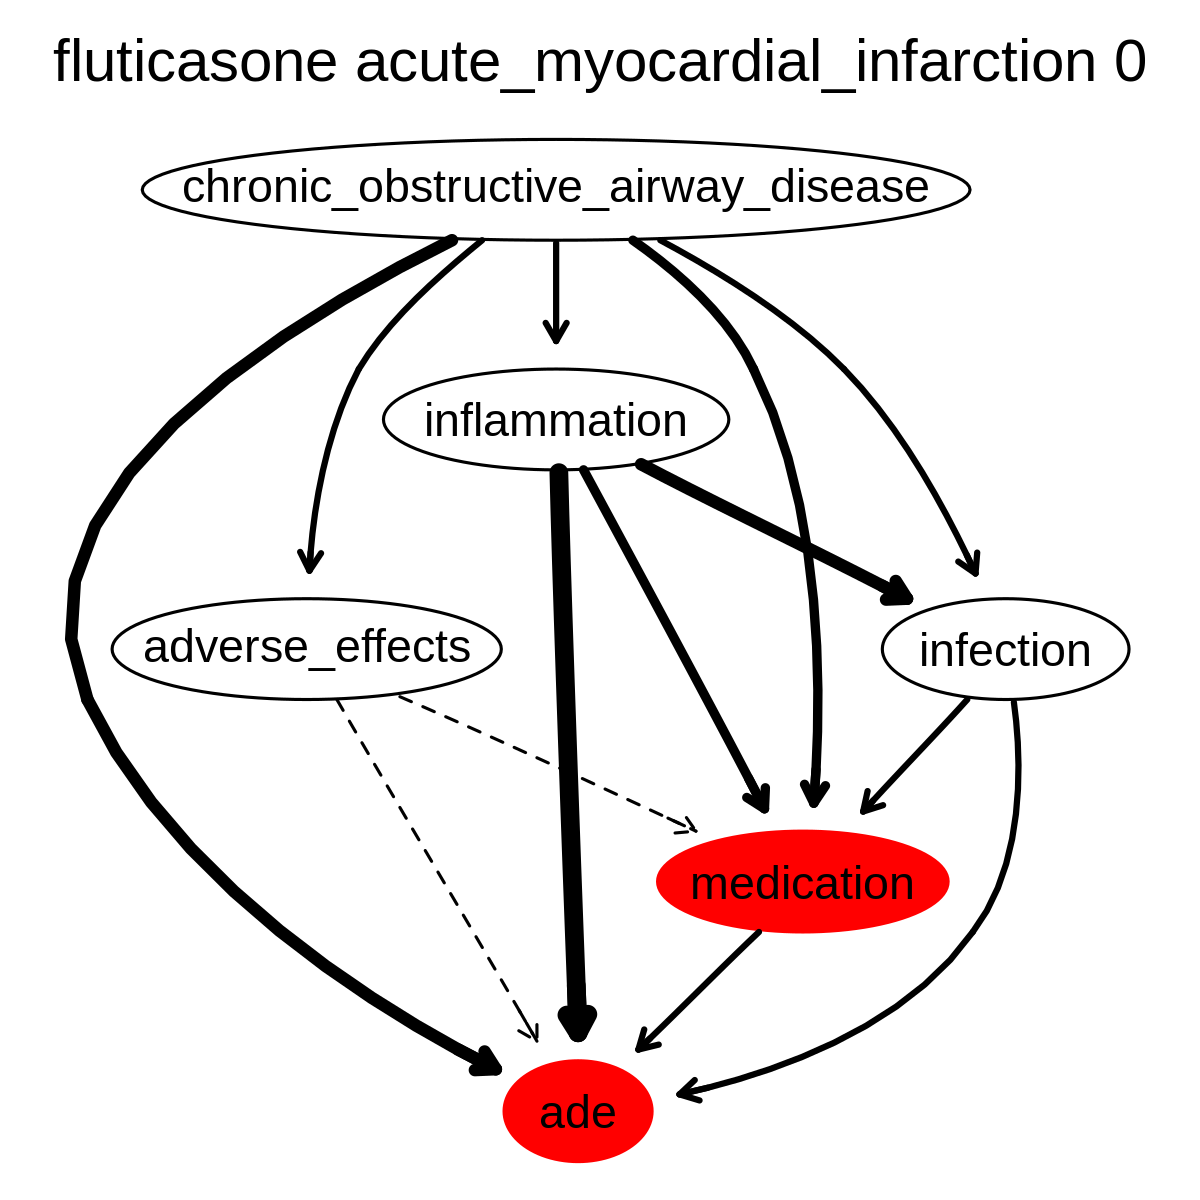 fluticasone acute_myocardial_infarction 0
chronic_obstructive_airway_disease
inflammation
adverse_effects
infection
medication
ade